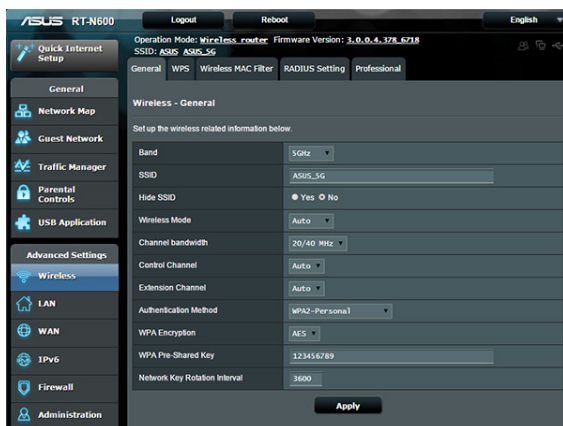 ASUS RT-N600 Logout Reboot English
Quick Internet Setup
Operation Mode: Wireless router Firmware Version: 3.0.0.4.378_6718
SSID: ASUS ASUS_5G
General WPS Wireless MAC Filter RADIUS Setting Professional
General
Network Map
Guest Network
Traffic Manager
Parental Controls
USB Application
Advanced Settings
Wireless
LAN
WAN
IPv6
Firewall
Administration
Wireless - General
Set up the wireless related information below.
Band 5GHz
SSID ASUS_5G
Hide SSID Yes No
Wireless Mode Auto
Channel bandwidth 20/40 MHz
Control Channel Auto
Extension Channel Auto
Authentication Method WPA2-Personal
WPA Encryption AES
WPA Pre-Shared Key 123456789
Network Key Rotation Interval 3600
Apply